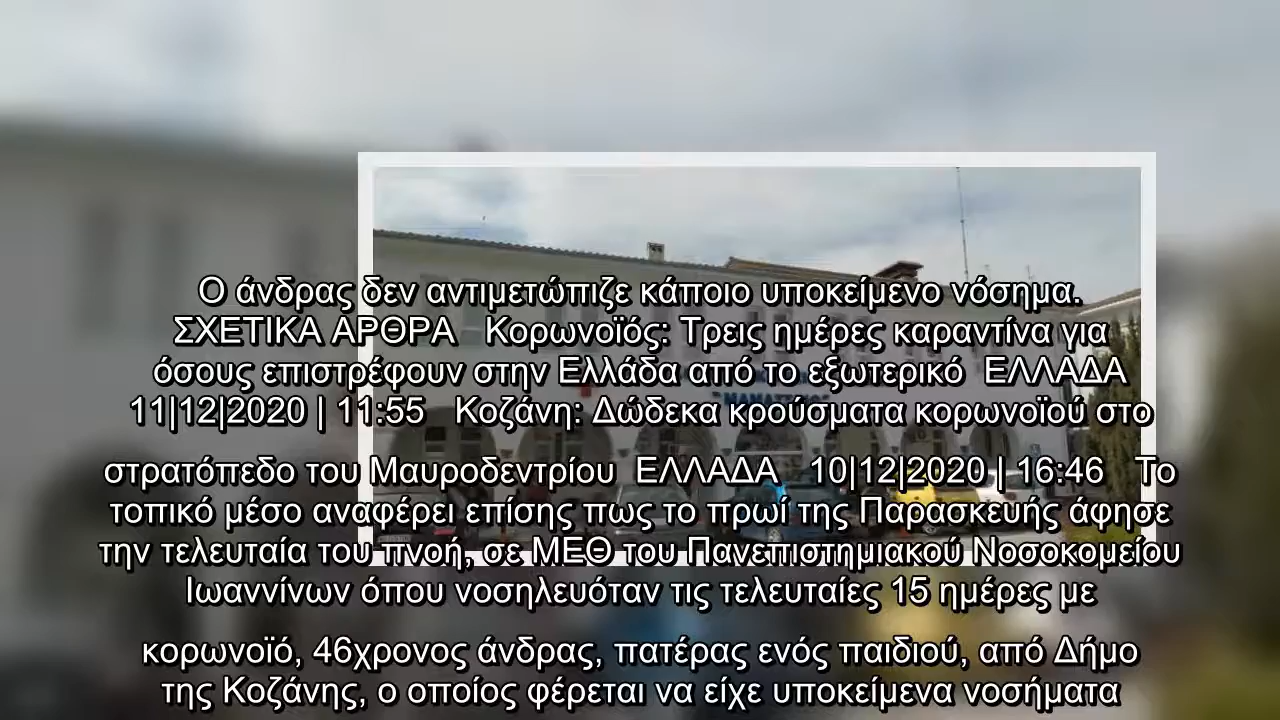 Ο άνδρας δεν αντιμετώπιζε κάποιο υποκείμενο νόσημα.
ΣΧΕΤΙΚΑ ΑΡΘΡΑ Κορωνοϊός: Τρεις ημέρες καραντίνα για
όσους επιστρέφουν στην Ελλάδα από το εξωτερικό ΕΛΛΑΔΑ
11|12|2020 | 11:55 Κοζάνη: Δώδεκα κρούσματα κορωνοϊού στο
στρατόπεδο του Μαυροδεντρίου ΕΛΛΑΔΑ 10|12|2020 | 16:46 Το
τοπικό μέσο αναφέρει επίσης πως το πρωί της Παρασκευής άφησε
την τελευταία του πνοή, σε ΜΕΘ του Πανεπιστημιακού Νοσοκομείου
Ιωαννίνων όπου νοσηλευόταν τις τελευταίες 15 ημέρες με
κορωνοϊό, 46χρονος άνδρας, πατέρας ενός παιδιού, από Δήμο
της Κοζάνης, ο οποίος φέρεται να είχε υποκείμενα νοσήματα